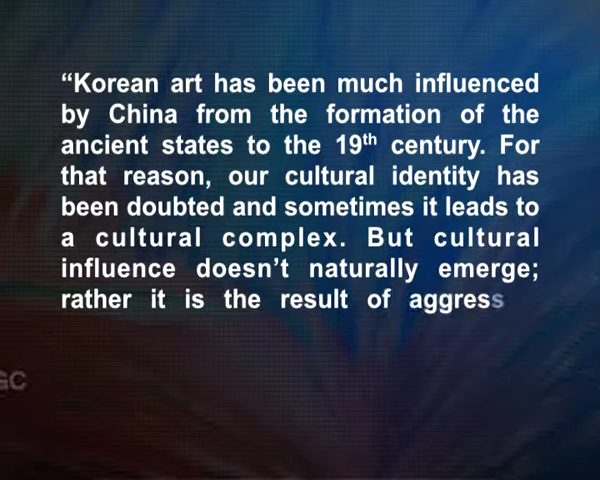 “Korean art has been much influenced
by China from the formation of the
ancient states to the 19th century. For
that reason, our cultural identity has
been doubted and sometimes it leads to
a cultural complex. But cultural
influence doesn’t naturally emerge;
rather it is the result of aggress
GC